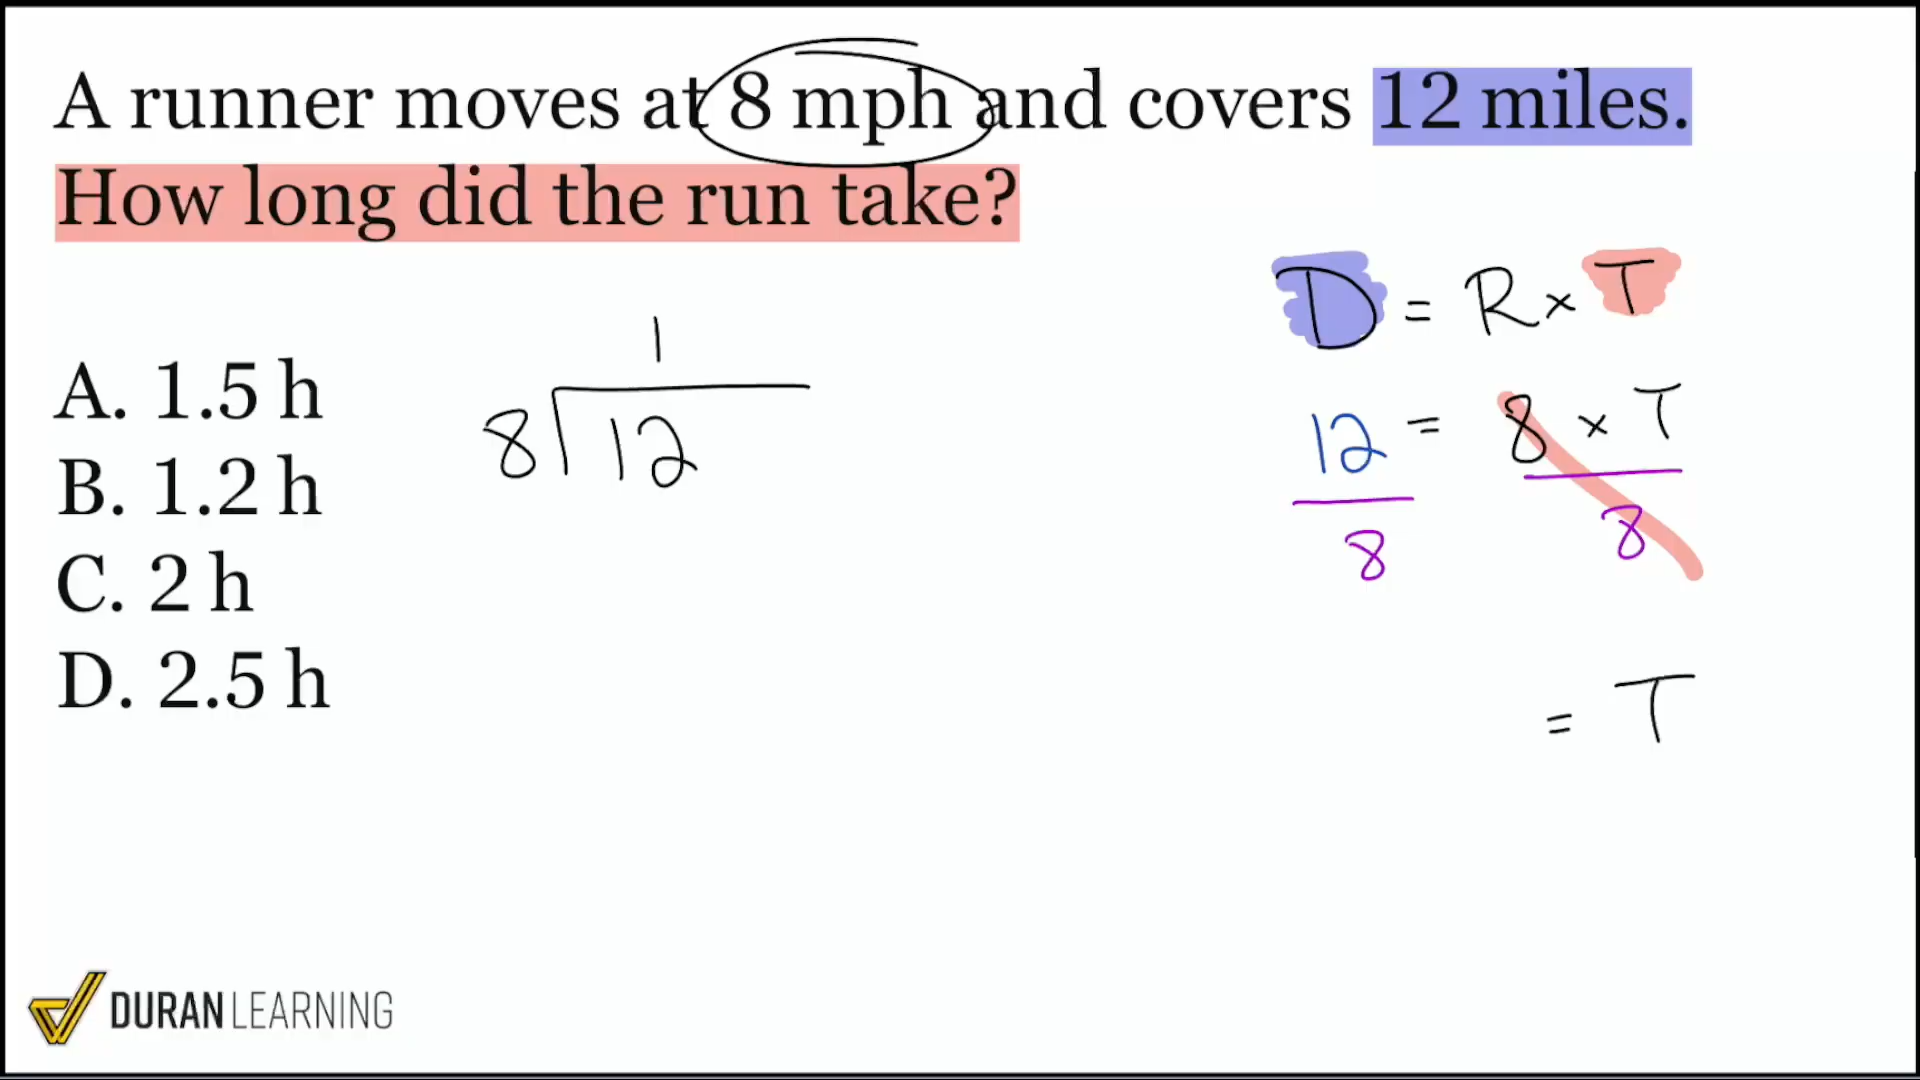 A runner moves at 8 mph and covers 12 miles.
How long did the run take?
D = R × T
1
A. 1.5 h
8 12
12 = 8 × T
8 8
B. 1.2 h
C. 2 h
D. 2.5 h
= T
DURAN LEARNING